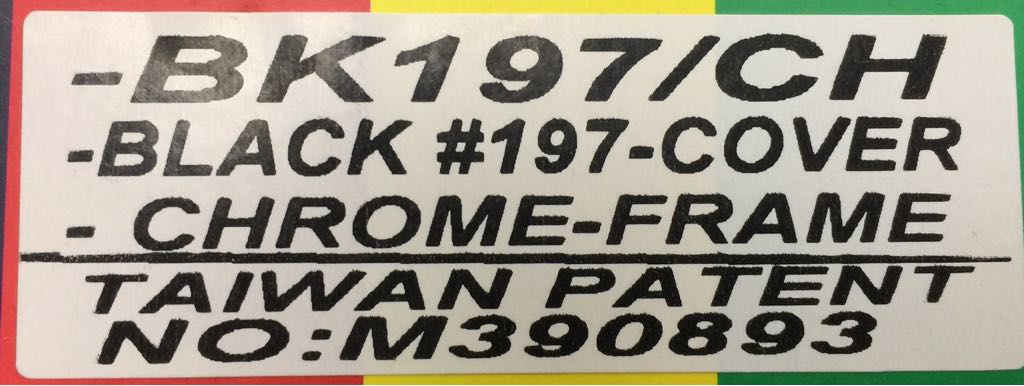 -BK197/CH
-BLACK #197-COVER
- CHROME-FRAME
TAIWAN PATENT
NO:M390893